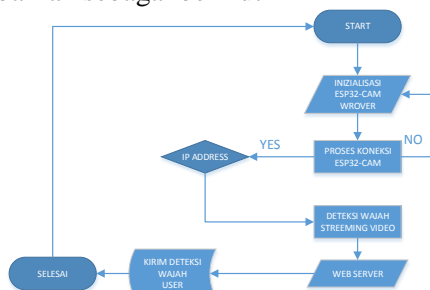 START
INIZIALISASI
ESP32-CAM
WROVER
PROSES KONEKSI
ESP32-CAM
NO
YES
IP ADDRESS
DETEKSI WAJAH
STREEMING VIDEO
WEB SERVER
KIRIM DETEKSI
WAJAH
USER
SELESAI